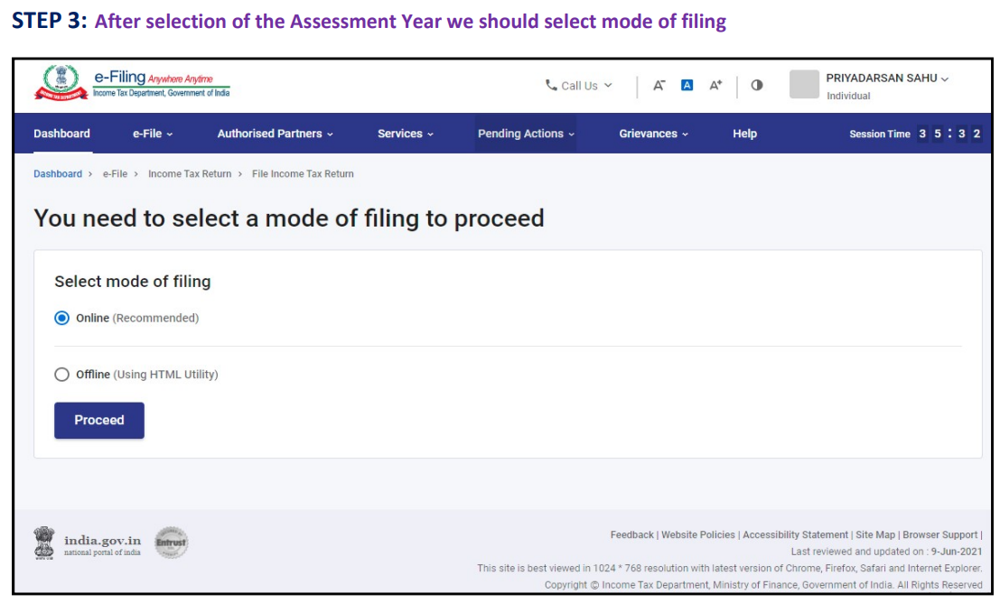 STEP 3: After selection of the Assessment Year we should select mode of filing
e-Filing Anywhere Anytime
Income Tax Department, Government of India
Call Us
A- A A+
PRIYADARSAN SAHU
Individual
Dashboard e-File Authorised Partners Services Pending Actions Grievances Help Session Time 3 5 : 3 2
Dashboard > e-File > Income Tax Return > File Income Tax Return
You need to select a mode of filing to proceed
Select mode of filing
Online (Recommended)
Offline (Using HTML Utility)
Proceed
india.gov.in
national portal of india
Entrust
Feedback | Website Policies | Accessibility Statement | Site Map | Browser Support |
Last reviewed and updated on : 9-Jun-2021
This site is best viewed in 1024 * 768 resolution with latest version of Chrome, Firefox, Safari and Internet Explorer.
Copyright © Income Tax Department, Ministry of Finance, Government of India. All Rights Reserved